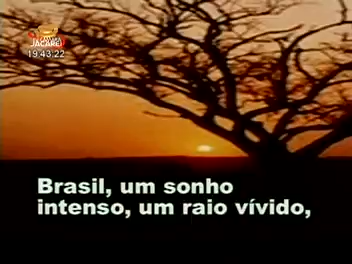 JACARÉ
19:43:22
Brasil, um sonho
intenso, um raio vívido,